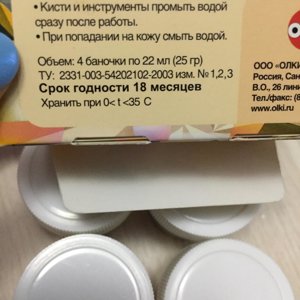 • Кисти и инструменты промыть водой
сразу после работы.
• При попадании на кожу смыть водой.
Объем: 4 баночки по 22 мл (25 гр)
ТУ: 2331-003-54202102-2003 изм. №1,2,3
Срок годности 18 месяцев
Хранить при 0< t <35 С
ООО «ОЛКИ
Россия, Сан
В.О., 26 лини
Тел./факс: (8
www.olki